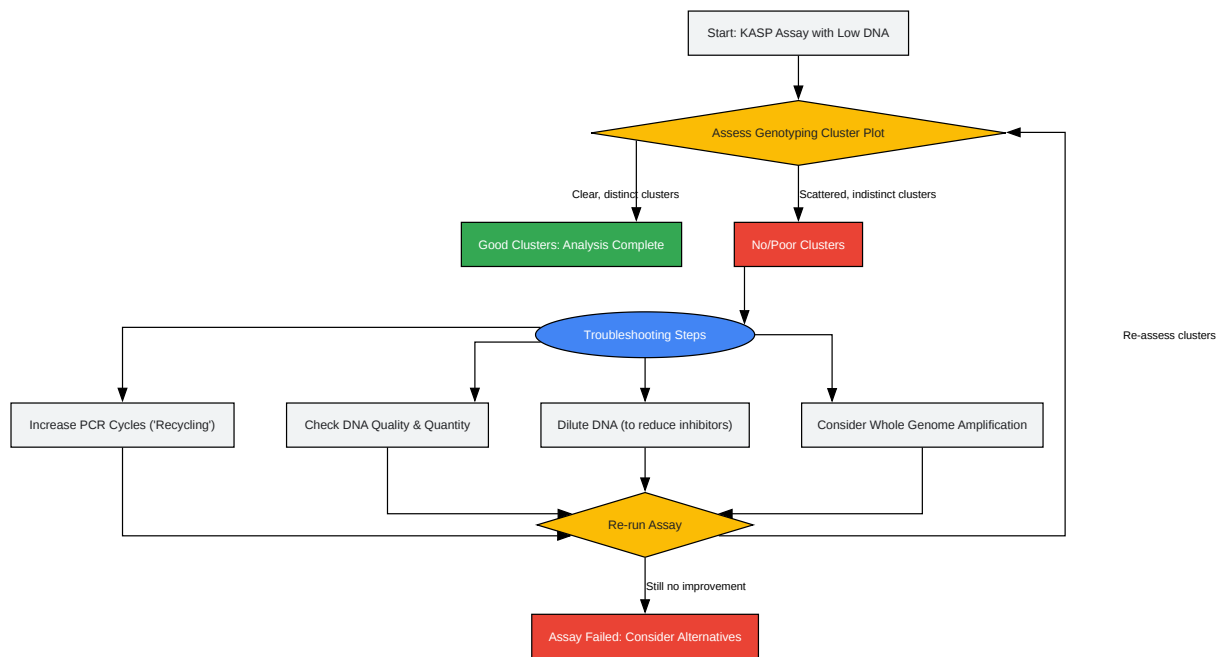 Start: KASP Assay with Low DNA
Assess Genotyping Cluster Plot
Clear, distinct clusters
Scattered, indistinct clusters
Good Clusters: Analysis Complete
No/Poor Clusters
Troubleshooting Steps
Re-assess clusters
Increase PCR Cycles ('Recycling')
Check DNA Quality & Quantity
Dilute DNA (to reduce inhibitors)
Consider Whole Genome Amplification
Re-run Assay
Still no improvement
Assay Failed: Consider Alternatives